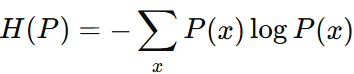 H(P) = − ∑ₓ P(x) log P(x)